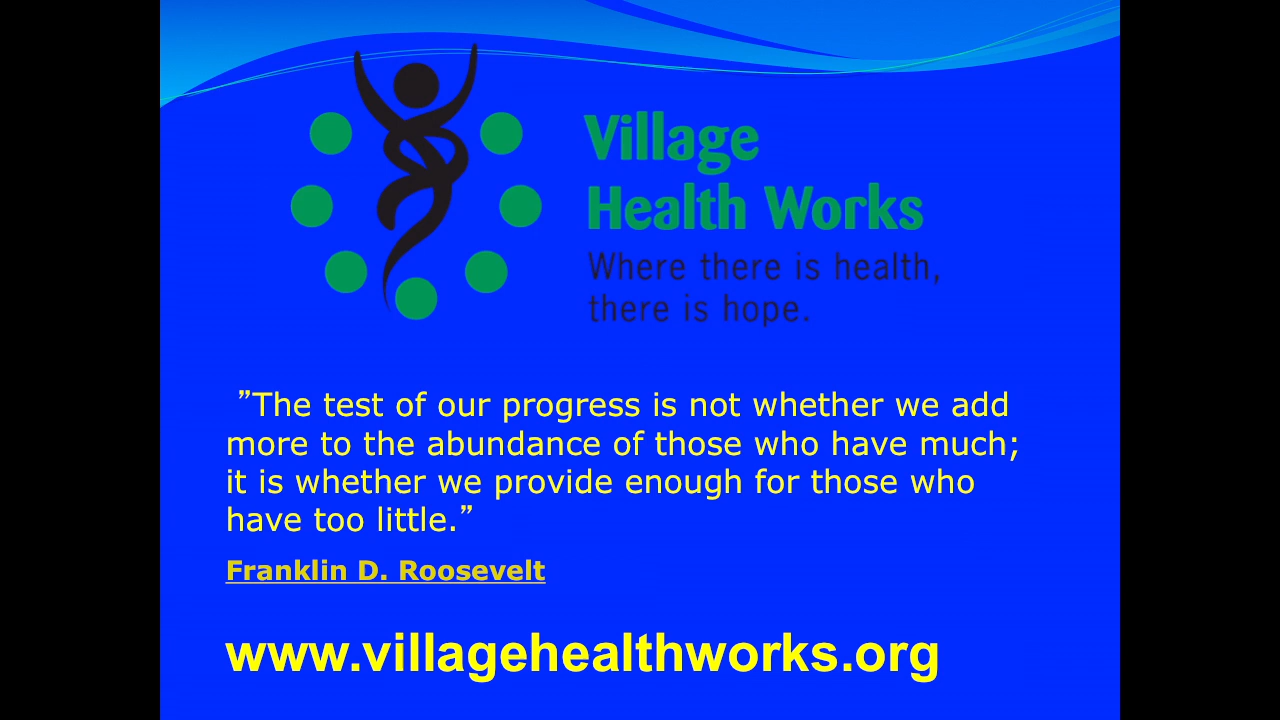 Village
Health Works
Where there is health,
there is hope.
”The test of our progress is not whether we add
more to the abundance of those who have much;
it is whether we provide enough for those who
have too little.”
Franklin D. Roosevelt
www.villagehealthworks.org